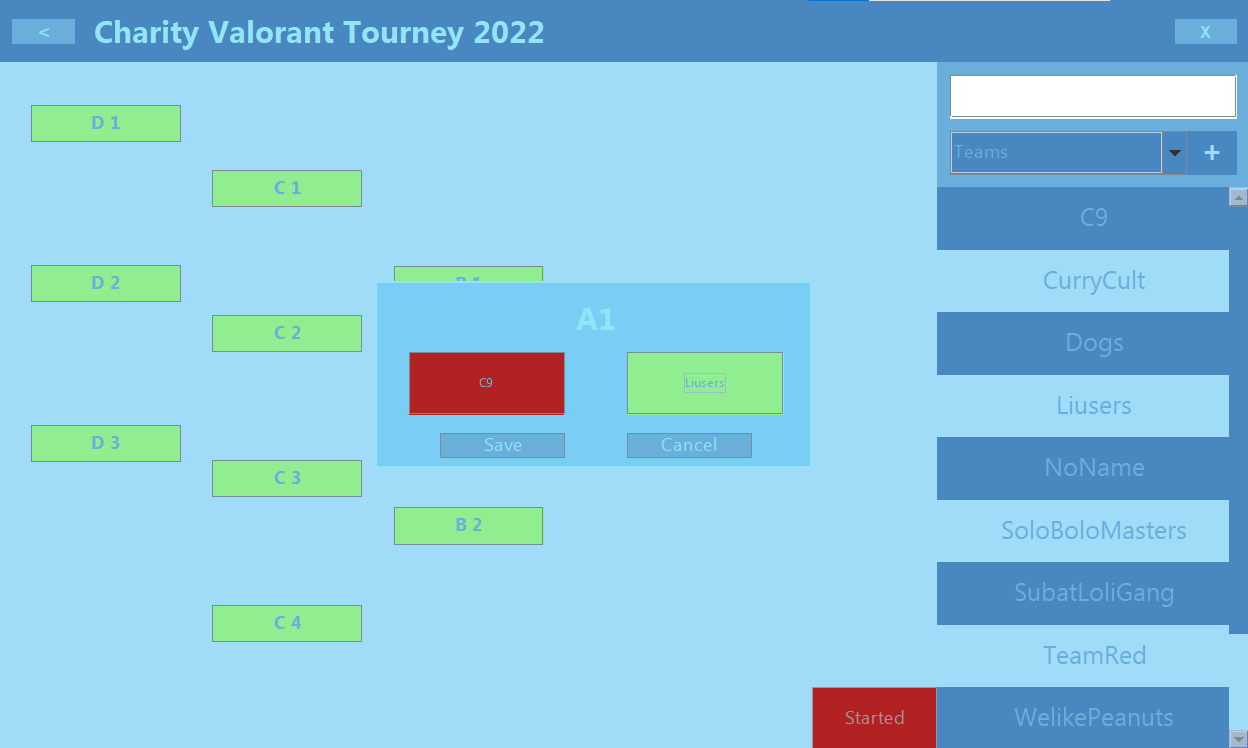 < Charity Valorant Tourney 2022 X
D 1
C 1
D 2
B 1
C 2
D 3
C 3
B 2
C 4
A1
C9 Liusers
Save Cancel
Started
Teams +
C9
CurryCult
Dogs
Liusers
NoName
SoloBoloMasters
SubatLoliGang
TeamRed
WelikePeanuts